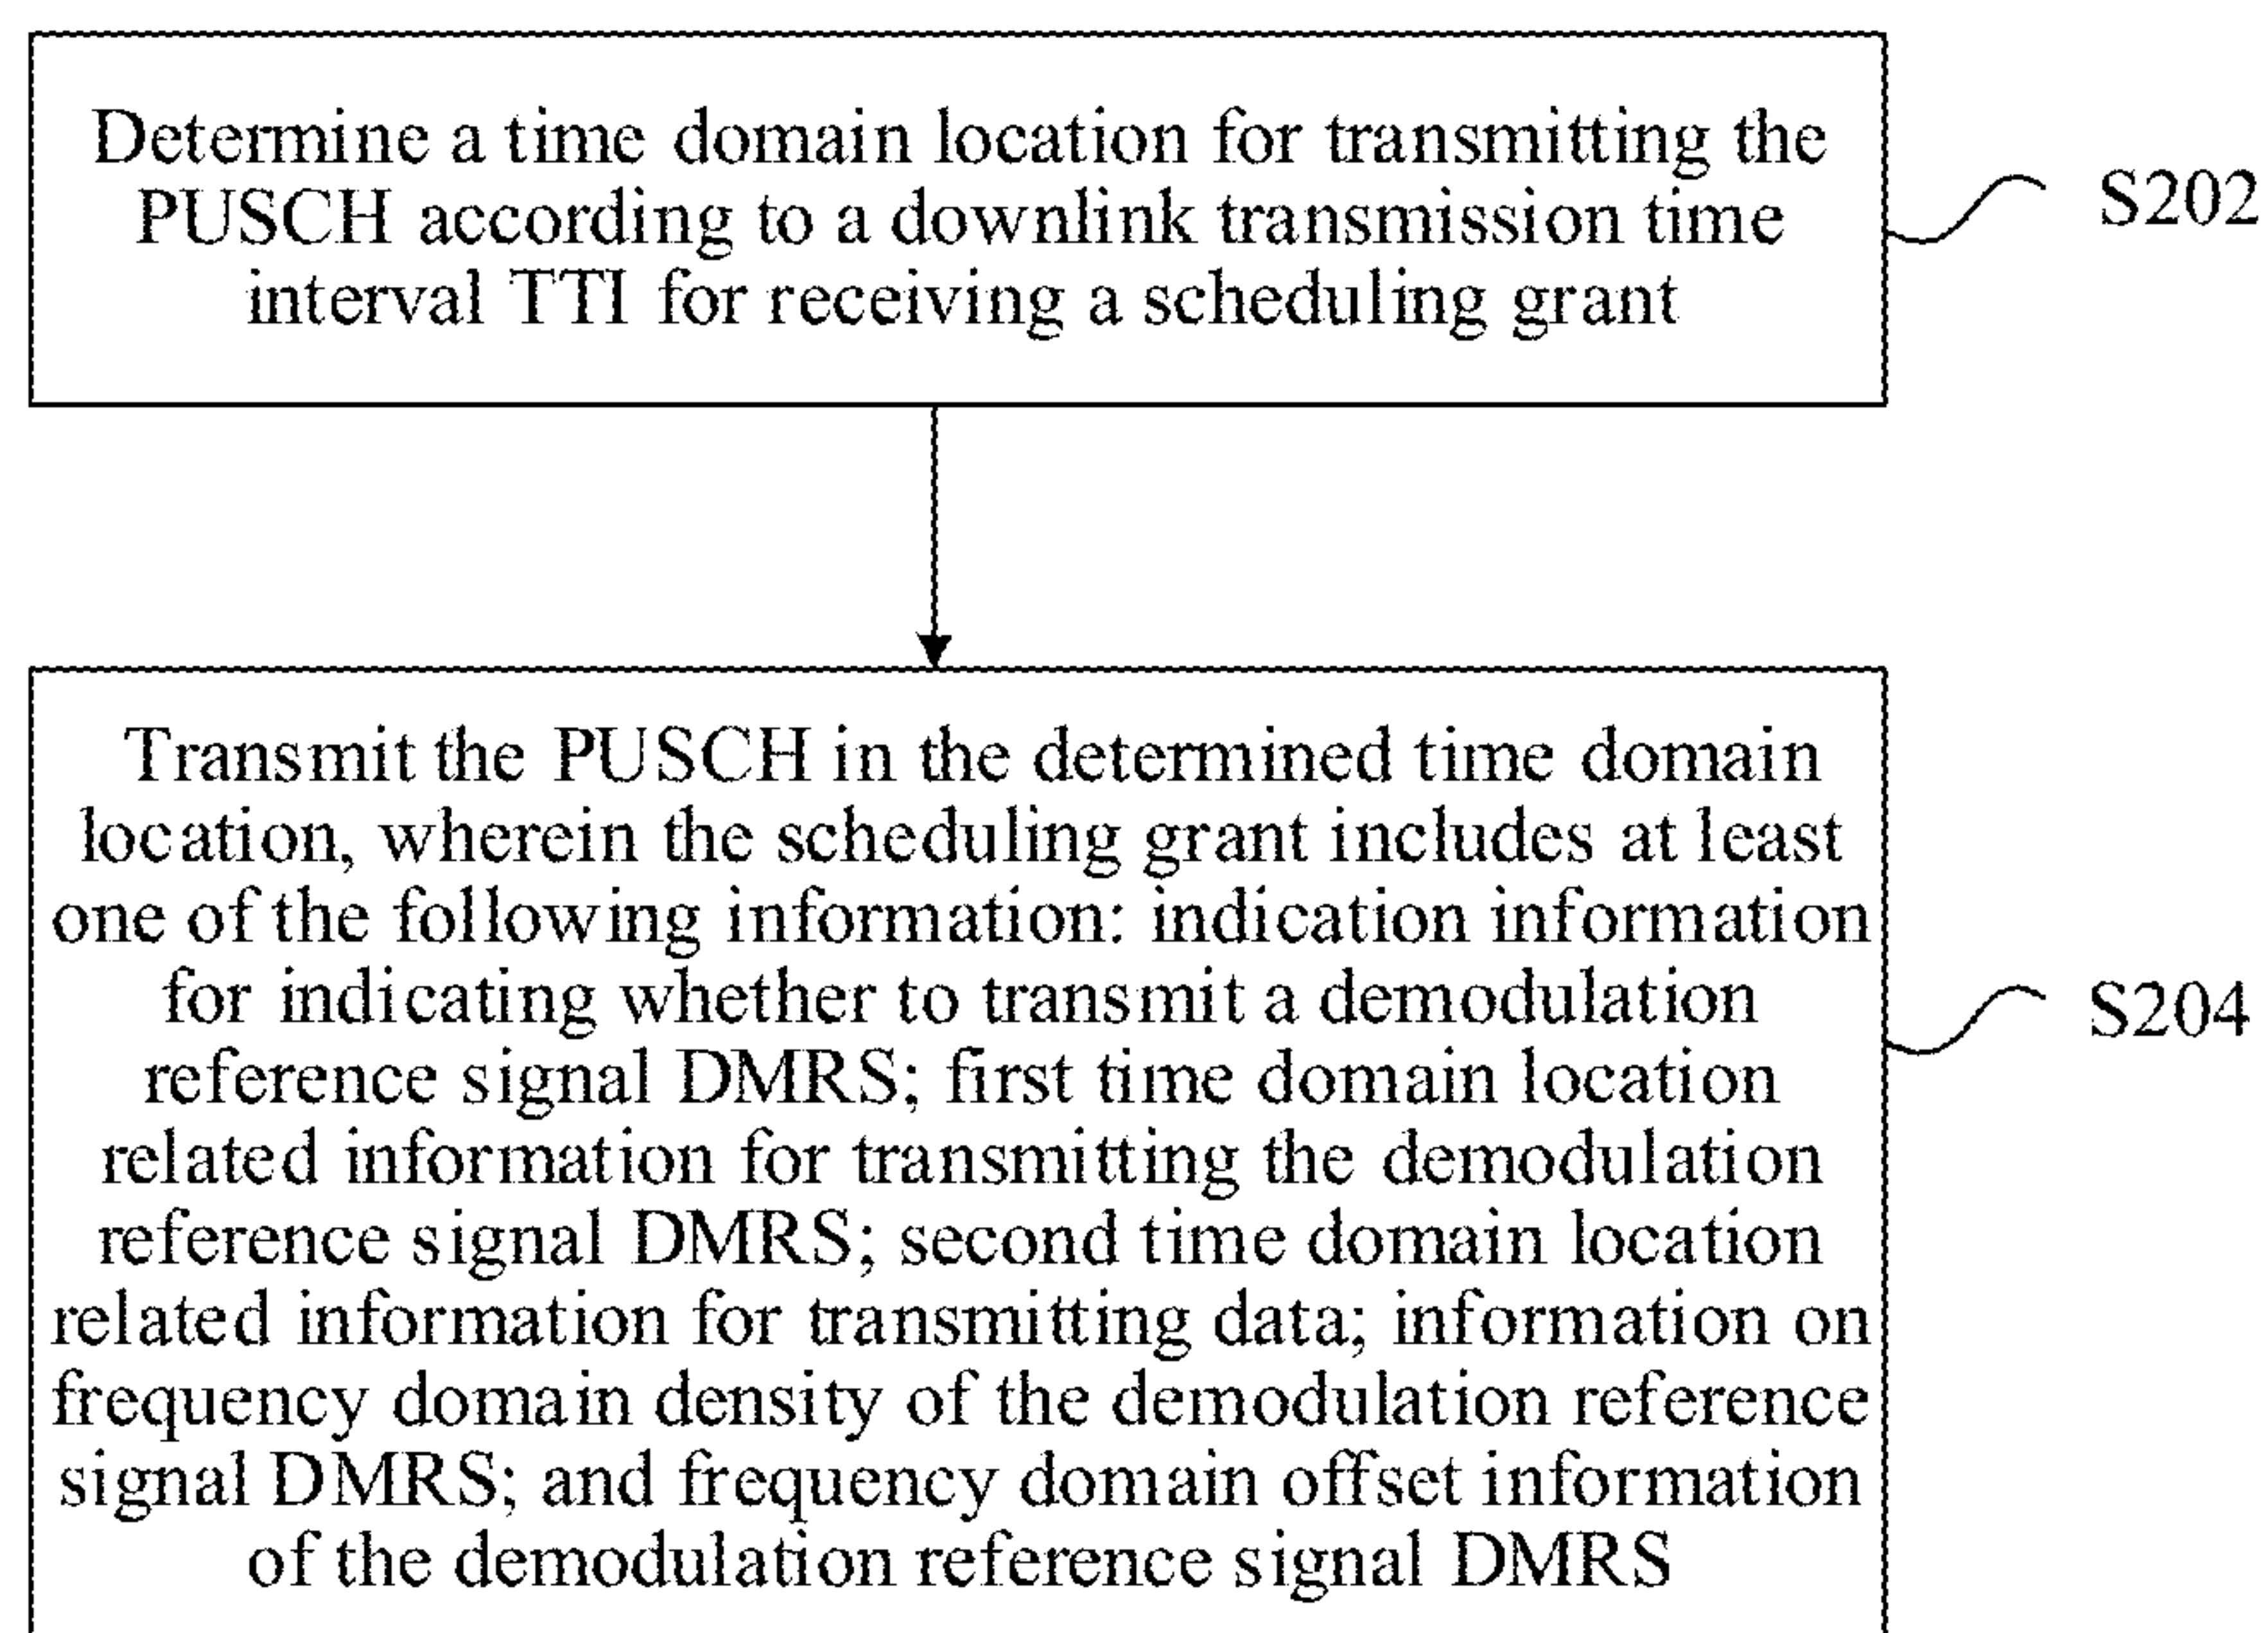 Determine a time domain location for transmitting the
PUSCH according to a downlink transmission time
interval TTI for receiving a scheduling grant
S202
Transmit the PUSCH in the determined time domain
location, wherein the scheduling grant includes at least
one of the following information: indication information
for indicating whether to transmit a demodulation
reference signal DMRS; first time domain location
related information for transmitting the demodulation
reference signal DMRS; second time domain location
related information for transmitting data; information on
frequency domain density of the demodulation reference
signal DMRS; and frequency domain offset information
of the demodulation reference signal DMRS
S204